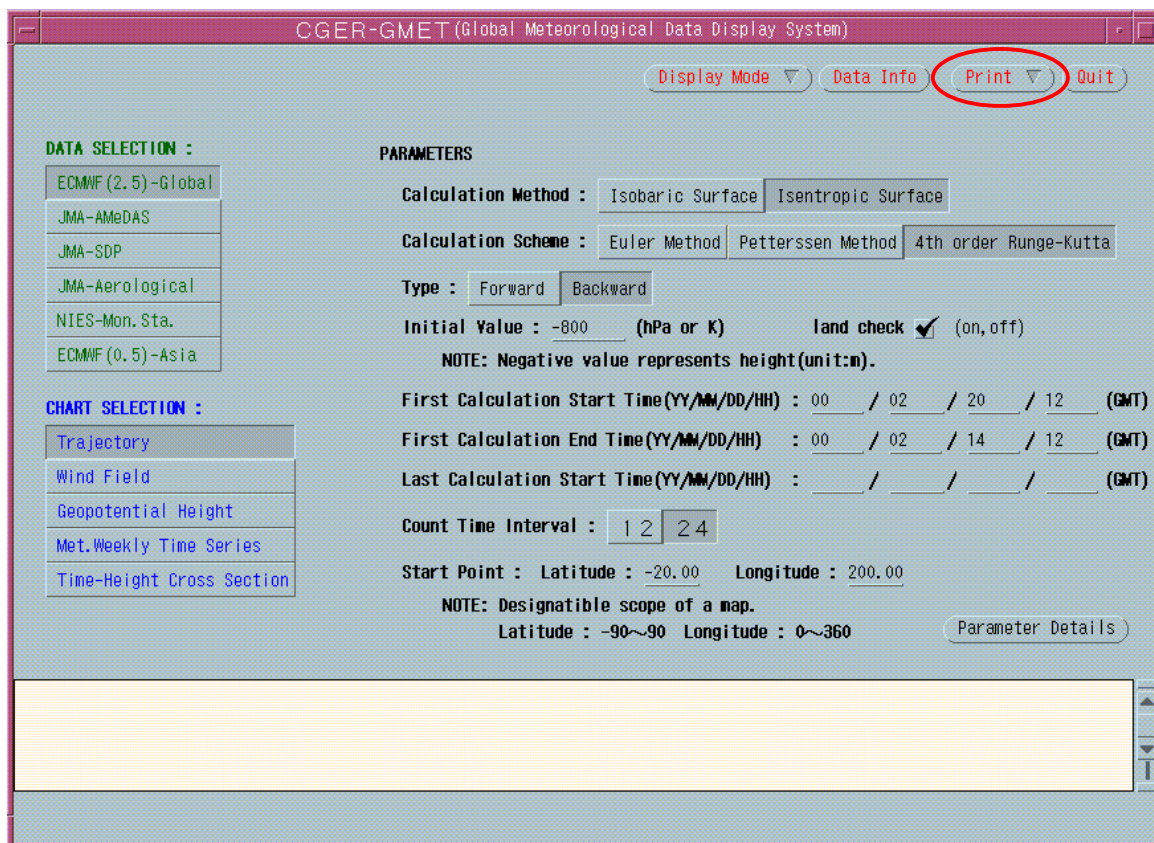 CGER-GMET(Global Meteorological Data Display System)
Display Mode ▽ Data Info Print ▽ Quit
DATA SELECTION :
ECMWF(2.5)-Global
JMA-AMeDAS
JMA-SDP
JMA-Aerological
NIES-Mon.Sta.
ECMWF(0.5)-Asia
CHART SELECTION :
Trajectory
Wind Field
Geopotential Height
Met.Weekly Time Series
Time-Height Cross Section
PARAMETERS
Calculation Method : Isobaric Surface Isentropic Surface
Calculation Scheme : Euler Method Petterssen Method 4th order Runge-Kutta
Type : Forward Backward
Initial Value : -800 (hPa or K) land check ✔ (on,off)
NOTE: Negative value represents height(unit:m).
First Calculation Start Time(YY/MM/DD/HH) : 00 / 02 / 20 / 12 (GMT)
First Calculation End Time(YY/MM/DD/HH) : 00 / 02 / 14 / 12 (GMT)
Last Calculation Start Time(YY/MM/DD/HH) : / / / (GMT)
Count Time Interval : 12 24
Start Point : Latitude : -20.00 Longitude : 200.00
NOTE: Designatible scope of a map.
Latitude : -90～90 Longitude : 0～360
Parameter Details